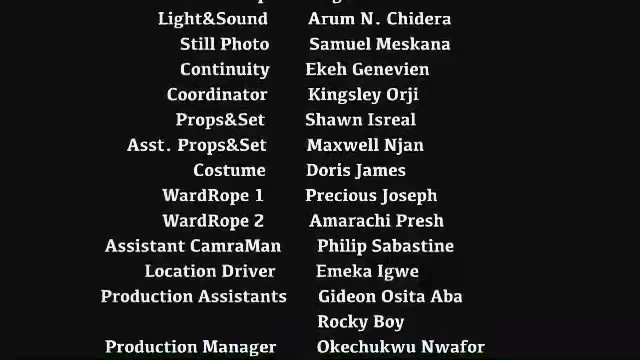 Light&Sound Arum N. Chidera
Still Photo Samuel Meskana
Continuity Ekeh Genevien
Coordinator Kingsley Orji
Props&Set Shawn Isreal
Asst. Props&Set Maxwell Njan
Costume Doris James
WardRope 1 Precious Joseph
WardRope 2 Amarachi Presh
Assistant CamraMan Philip Sabastine
Location Driver Emeka Igwe
Production Assistants Gideon Osita Aba
Rocky Boy
Production Manager Okechukwu Nwafor